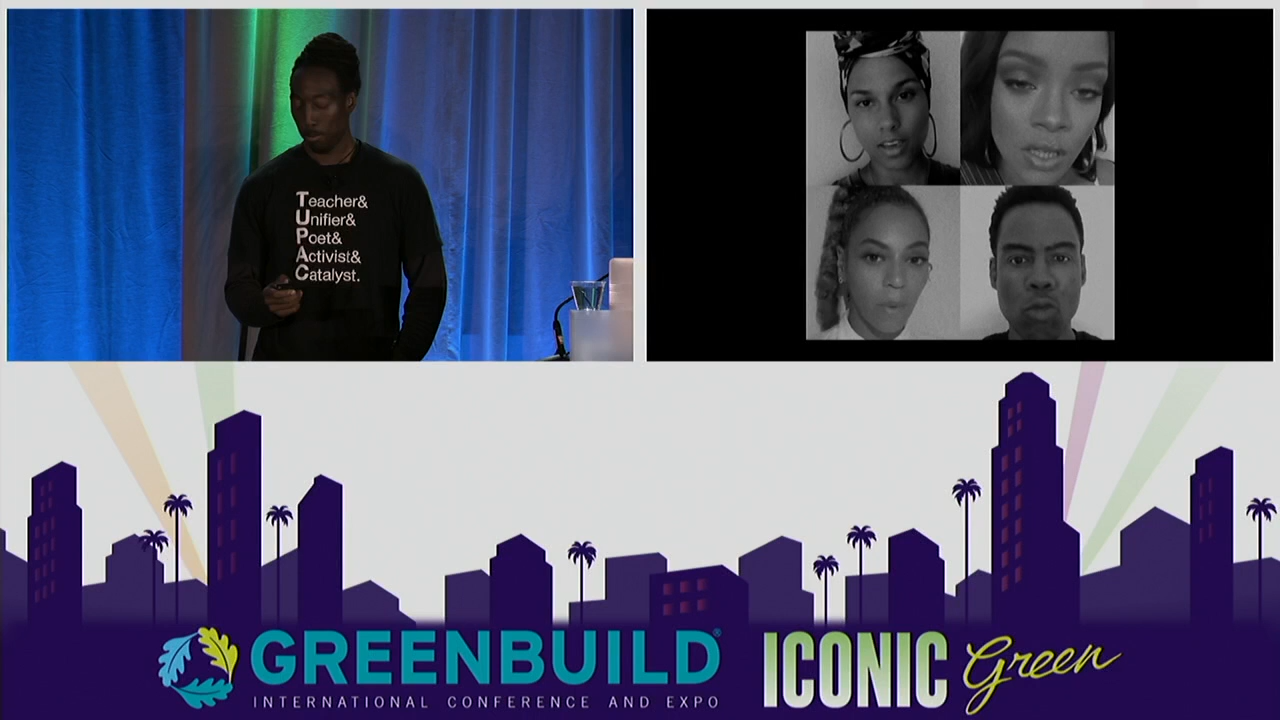 Teacher&
Unifier&
Poet&
Activist&
Catalyst.
GREENBUILD®
INTERNATIONAL CONFERENCE AND EXPO
ICONIC Green